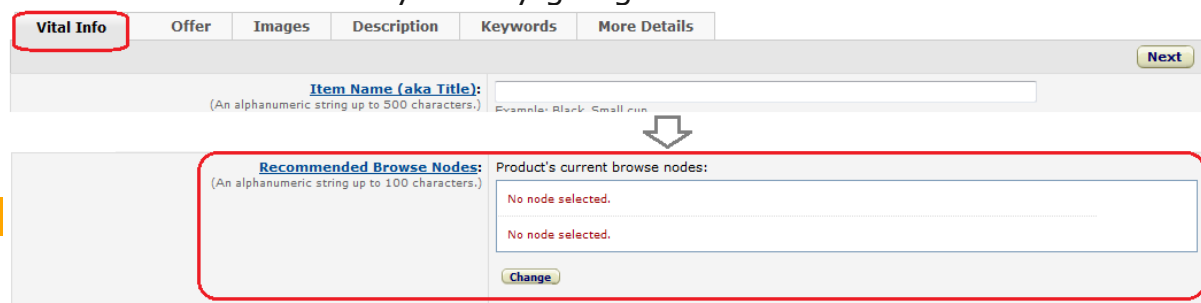 Vital Info Offer Images Description Keywords More Details
Next
Item Name (aka Title):
(An alphanumeric string up to 500 characters.)
Example: Black, Small cup
Recommended Browse Nodes: Product's current browse nodes:
(An alphanumeric string up to 100 characters.)
No node selected.
No node selected.
Change